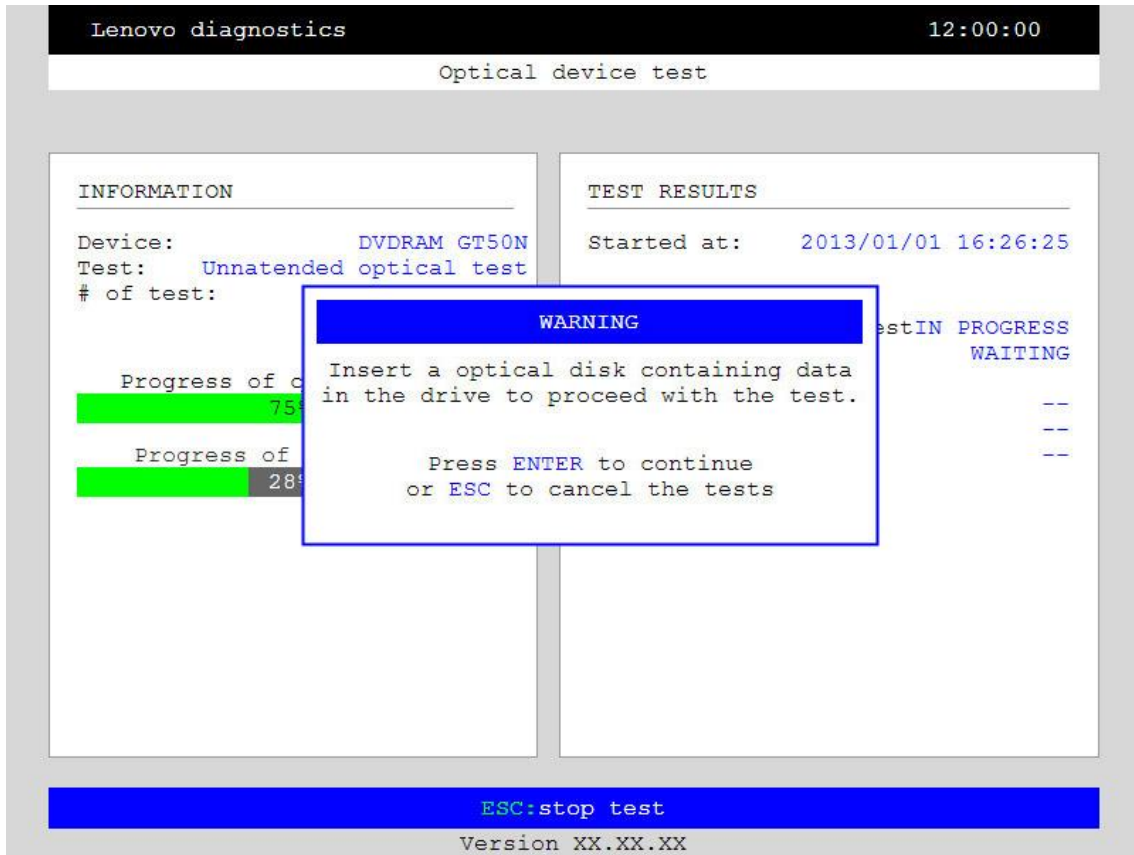 Lenovo diagnostics 12:00:00
Optical device test
INFORMATION
Device: DVDRAM GT50N
Test: Unnatended optical test
# of test:
Progress of
75
Progress of
28%
TEST RESULTS
Started at: 2013/01/01 16:26:25
IN PROGRESS
WAITING
--
--
--
WARNING
Insert a optical disk containing data
in the drive to proceed with the test.
Press ENTER to continue
or ESC to cancel the tests
ESC:stop test
Version XX.XX.XX